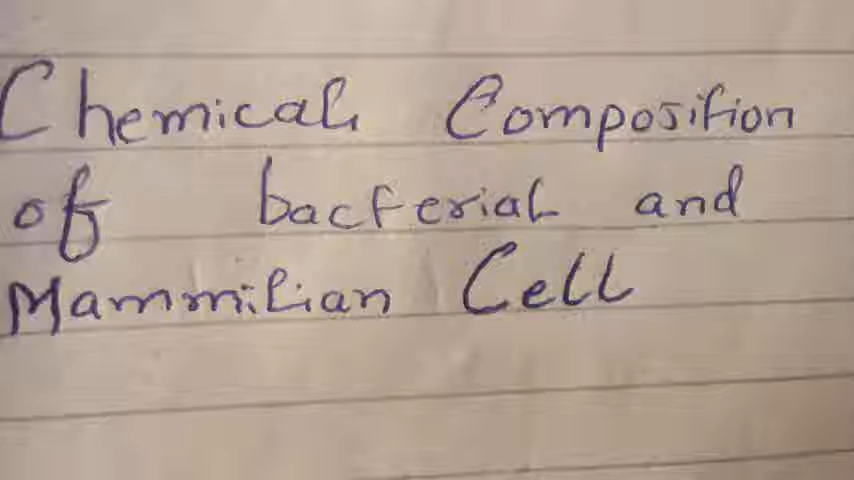 Chemical Composition
of bacterial and
Mammilian Cell